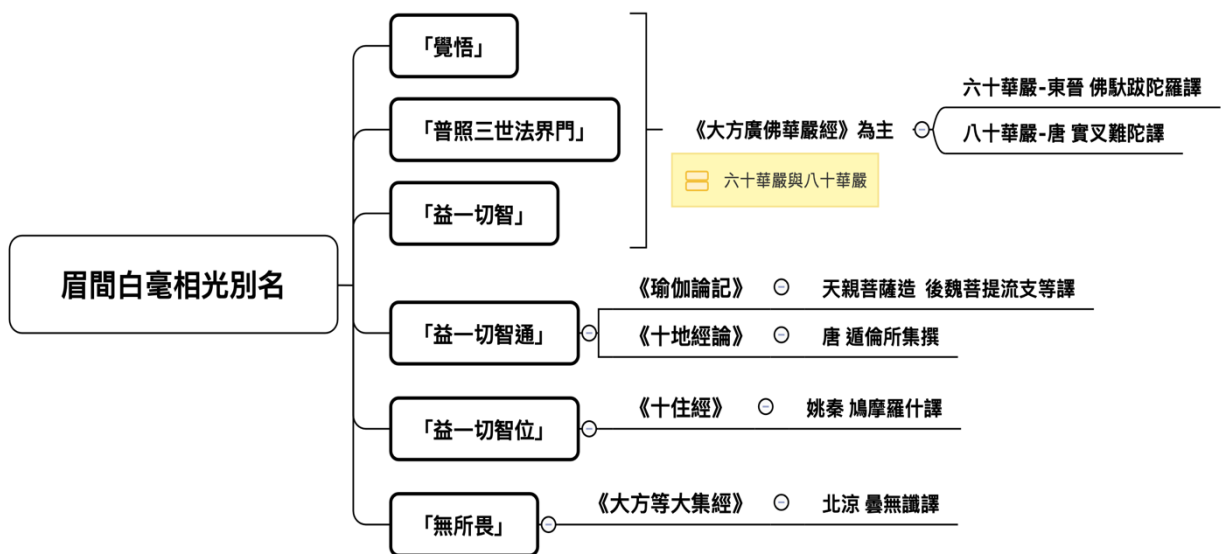 眉間白毫相光別名
「覺悟」
「普照三世法界門」
「益一切智」
《大方廣佛華嚴經》為主
六十華嚴與八十華嚴
六十華嚴-東晉 佛馱跋陀羅譯
八十華嚴-唐 實叉難陀譯
「益一切智通」
《瑜伽論記》
天親菩薩造 後魏菩提流支等譯
《十地經論》
唐 遁倫所集撰
「益一切智位」
《十住經》
姚秦 鳩摩羅什譯
「無所畏」
《大方等大集經》
北涼 曇無讖譯